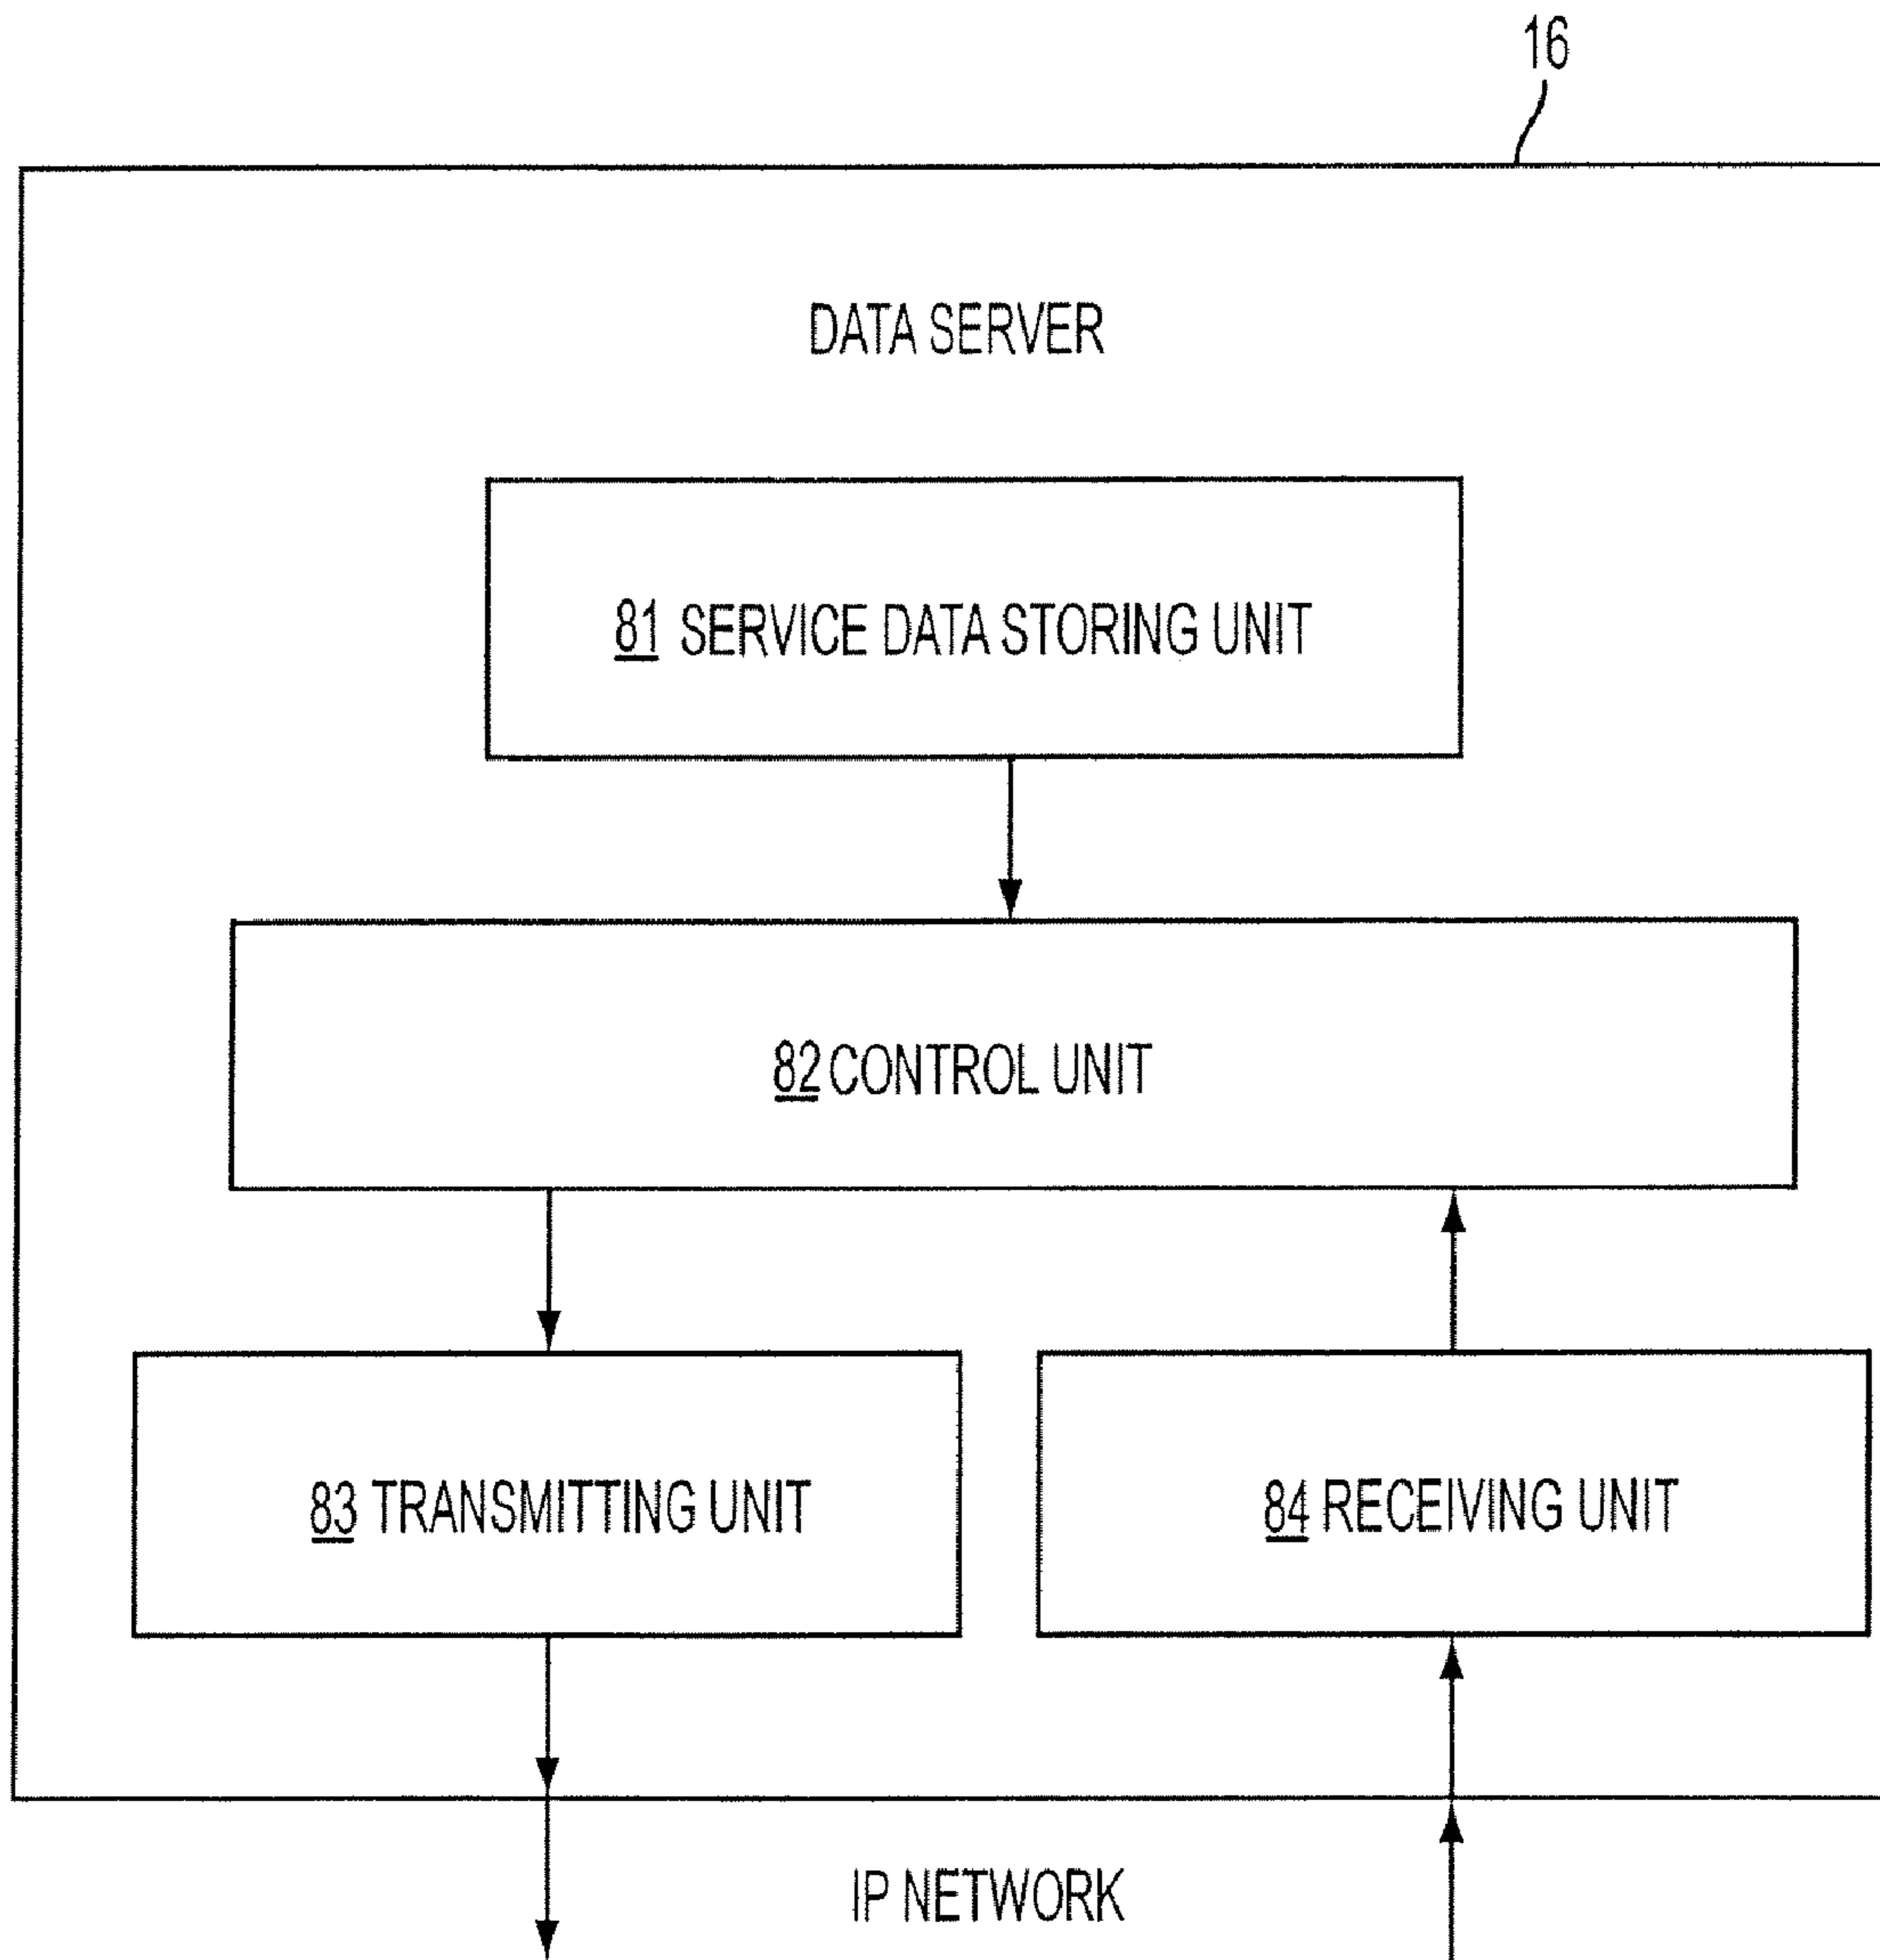 16
DATA SERVER
81 SERVICE DATA STORING UNIT
82 CONTROL UNIT
83 TRANSMITTING UNIT
84 RECEIVING UNIT
IP NETWORK